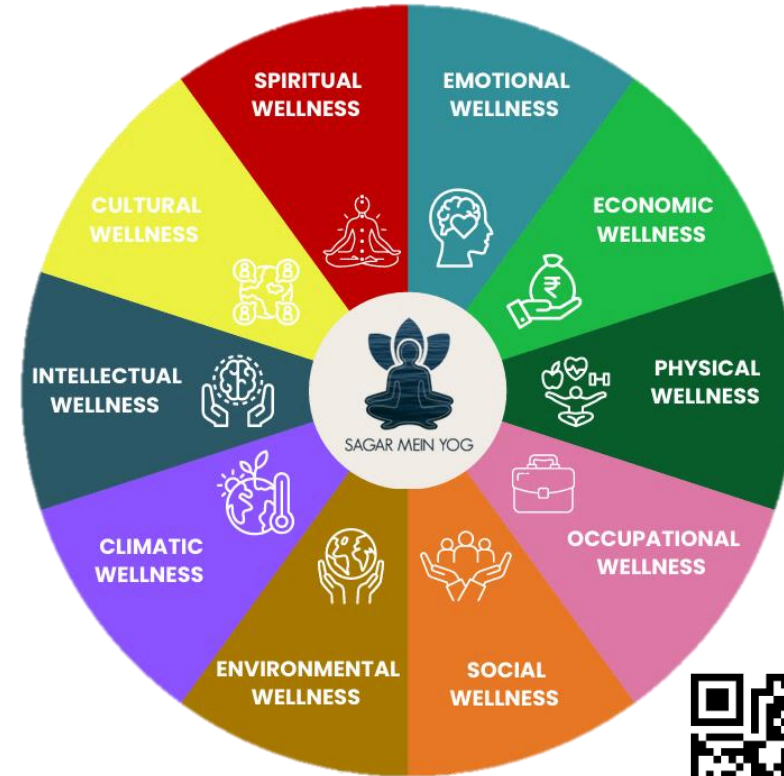 SPIRITUAL
WELLNESS
EMOTIONAL
WELLNESS
ECONOMIC
WELLNESS
PHYSICAL
WELLNESS
OCCUPATIONAL
WELLNESS
SOCIAL
WELLNESS
ENVIRONMENTAL
WELLNESS
CLIMATIC
WELLNESS
INTELLECTUAL
WELLNESS
CULTURAL
WELLNESS
₹
SAGAR MEIN YOG